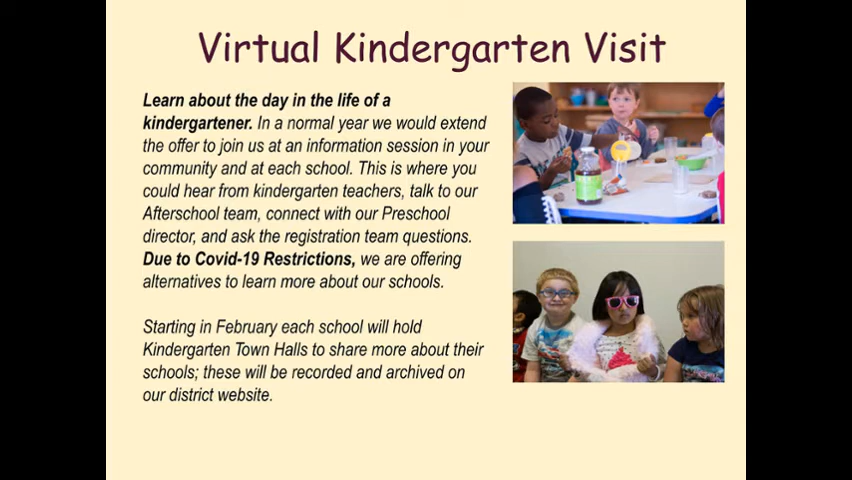 Virtual Kindergarten Visit
Learn about the day in the life of a
kindergartener. In a normal year we would extend
the offer to join us at an information session in your
community and at each school. This is where you
could hear from kindergarten teachers, talk to our
Afterschool team, connect with our Preschool
director, and ask the registration team questions.
Due to Covid-19 Restrictions, we are offering
alternatives to learn more about our schools.
Starting in February each school will hold
Kindergarten Town Halls to share more about their
schools; these will be recorded and archived on
our district website.